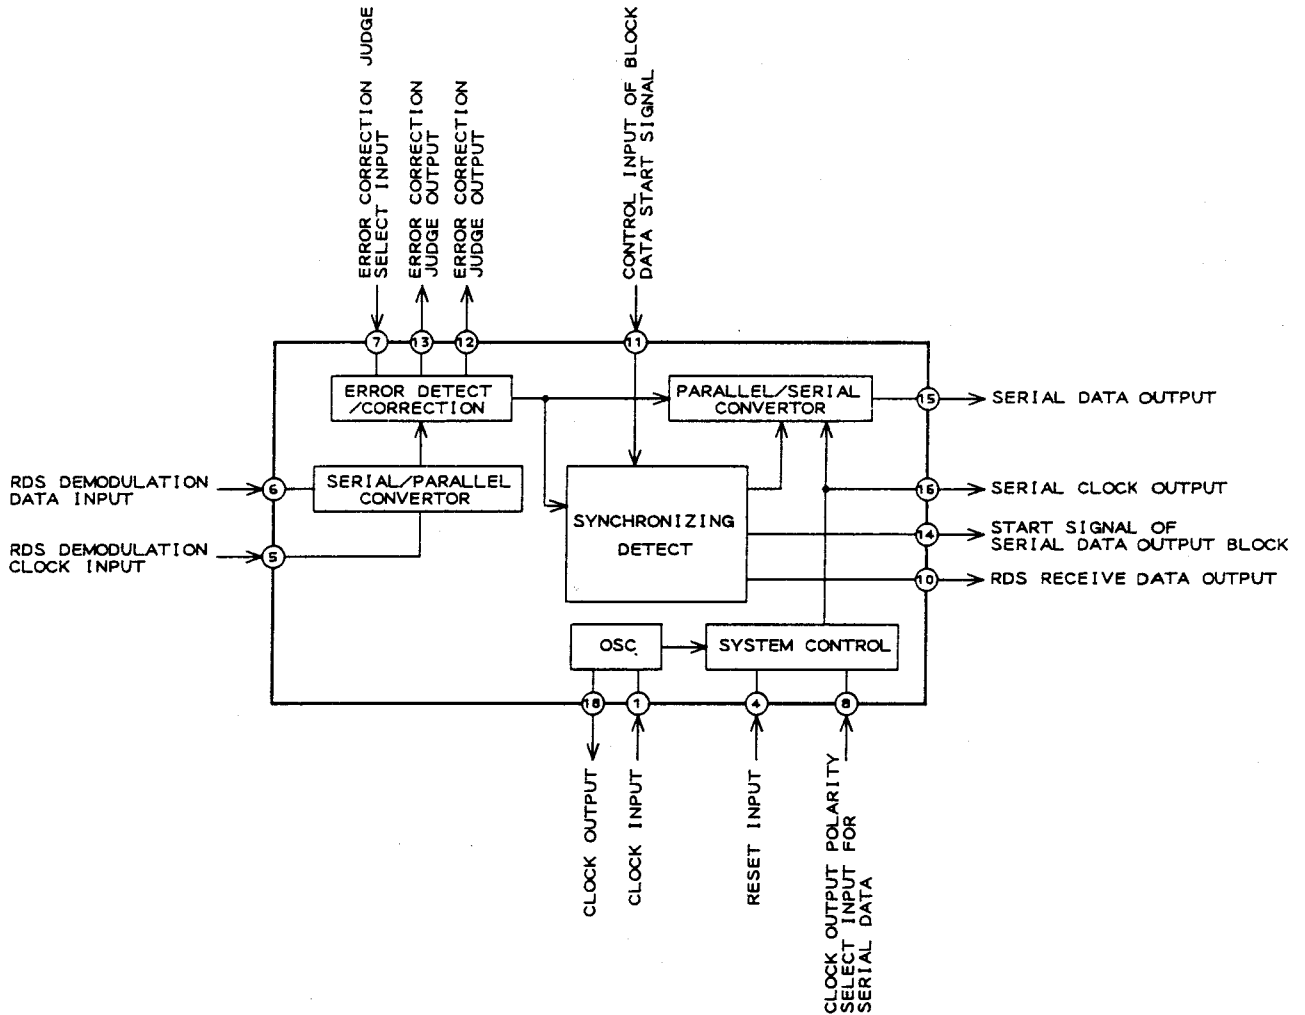 ERROR CORRECTION JUDGE
SELECT INPUT
ERROR CORRECTION
JUDGE OUTPUT
ERROR CORRECTION
JUDGE OUTPUT
CONTROL INPUT OF BLOCK
DATA START SIGNAL
7
13
12
11
ERROR DETECT
/CORRECTION
PARALLEL/SERIAL
CONVERTOR
15
SERIAL DATA OUTPUT
RDS DEMODULATION
DATA INPUT
6
SERIAL/PARALLEL
CONVERTOR
16
SERIAL CLOCK OUTPUT
SYNCHRONIZING
DETECT
14
START SIGNAL OF
SERIAL DATA OUTPUT BLOCK
RDS DEMODULATION
CLOCK INPUT
5
10
RDS RECEIVE DATA OUTPUT
OSC
SYSTEM CONTROL
18
1
4
8
CLOCK OUTPUT
CLOCK INPUT
RESET INPUT
CLOCK OUTPUT POLARITY
SELECT INPUT FOR
SERIAL DATA